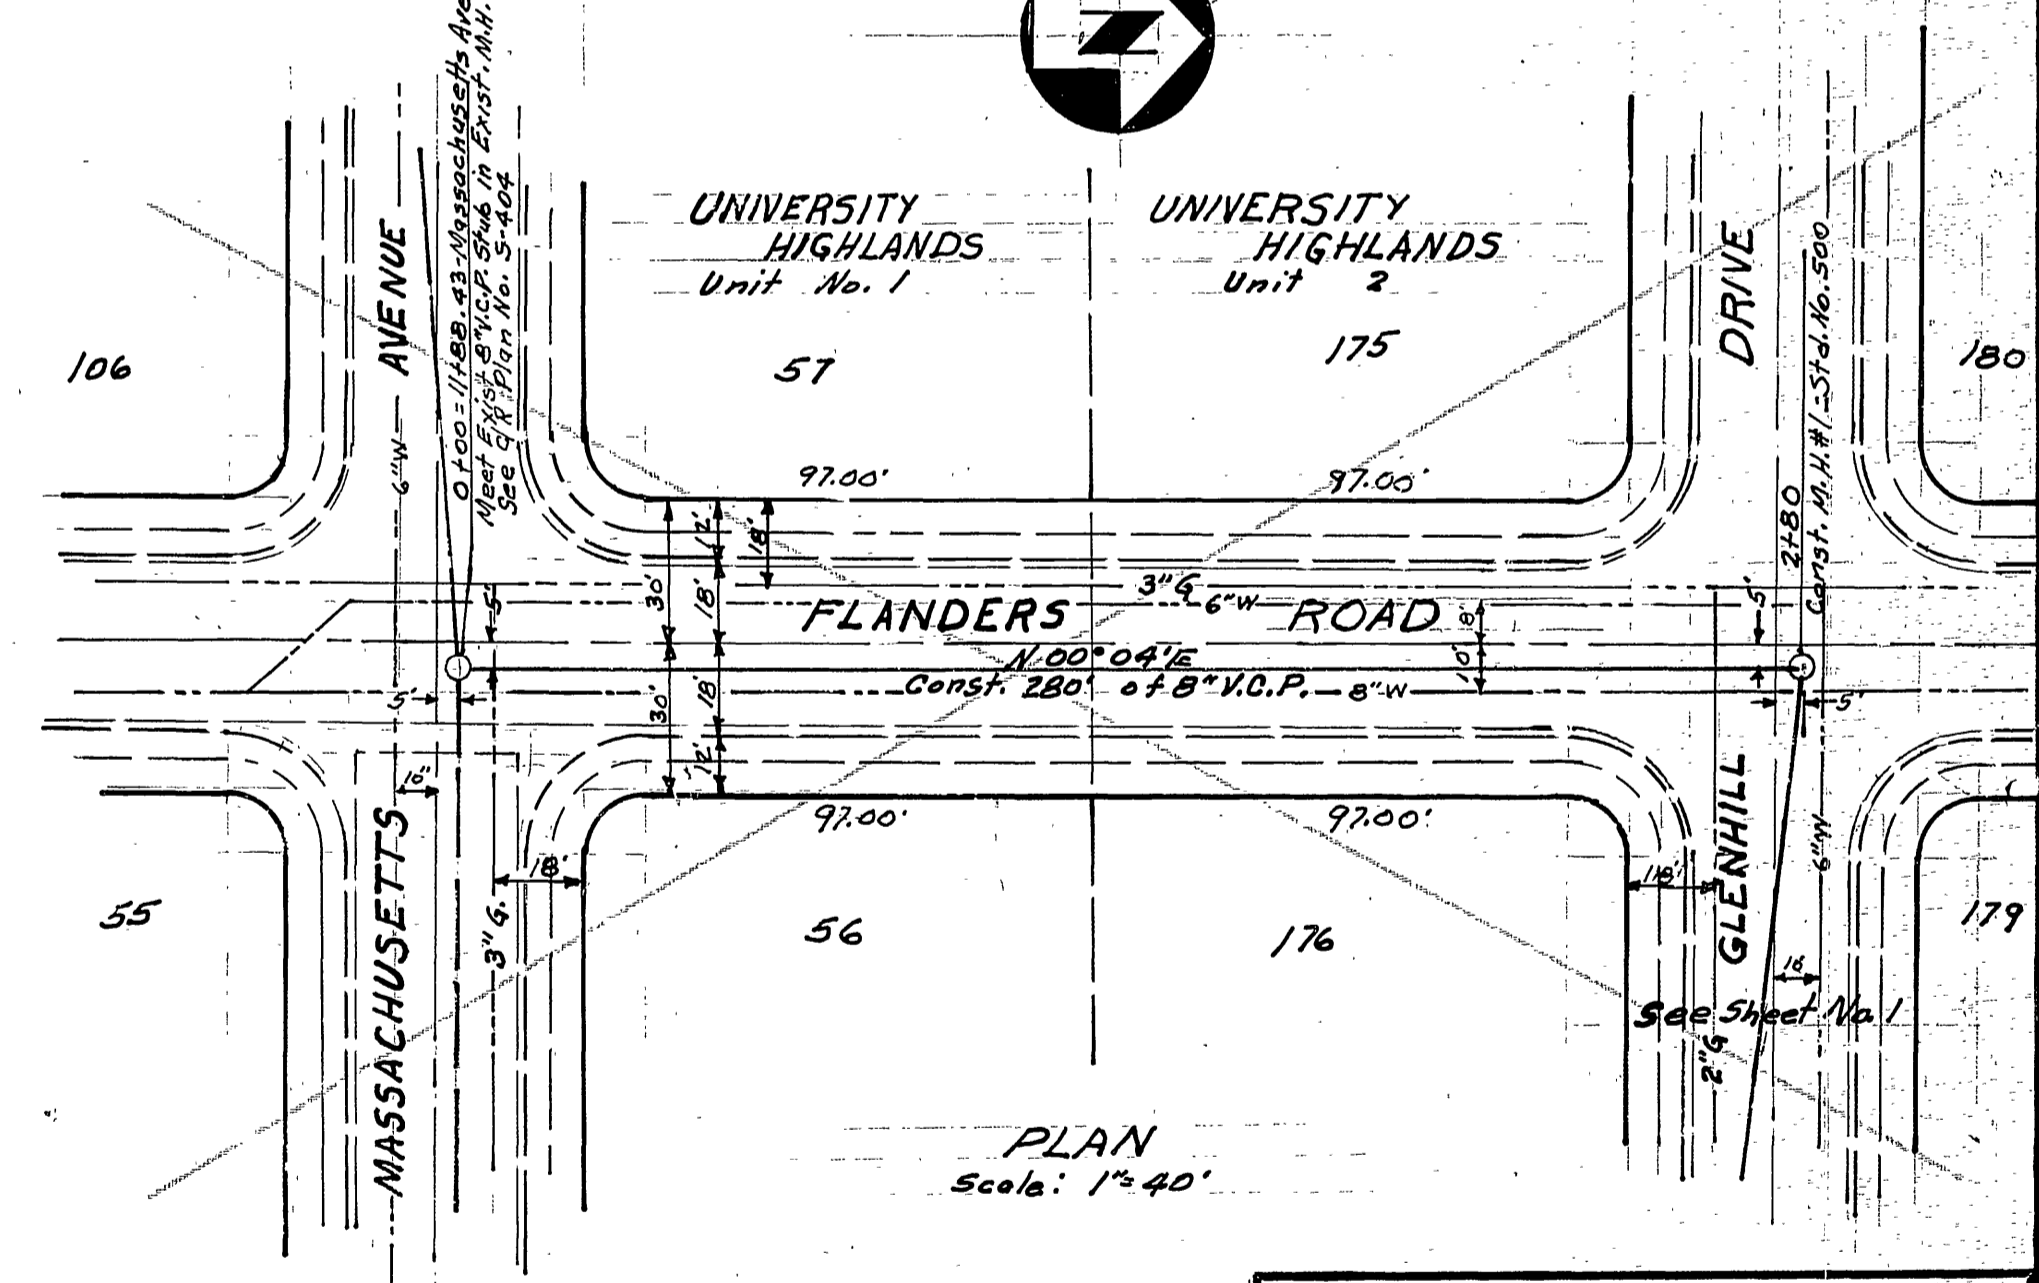 0+00=11+88.43-Massachusetts Ave
Meet Exist 8" V.C.P. Stub in Exist. M.H.
See Plan No. S-404
UNIVERSITY
HIGHLANDS
Unit No. 1
UNIVERSITY
HIGHLANDS
Unit 2
AVENUE
6"W
DRIVE
2+80
Const. M.H.#1-Std.No.500
106
57
175
180
97.00'
97.00'
30'
12'
18'
18'
5'
3"G
6"W
FLANDERS ROAD
8'
5'
N 00° 04' E
Const. 280' of 8" V.C.P. 8"W
10'
30'
18'
12'
5'
5'
10'
97.00'
97.00'
MASSACHUSETTS
3" G.
18'
18'
GLENHILL
6"W
55
56
176
179
See Sheet No. 1
2"G
PLAN
Scale: 1"=40'